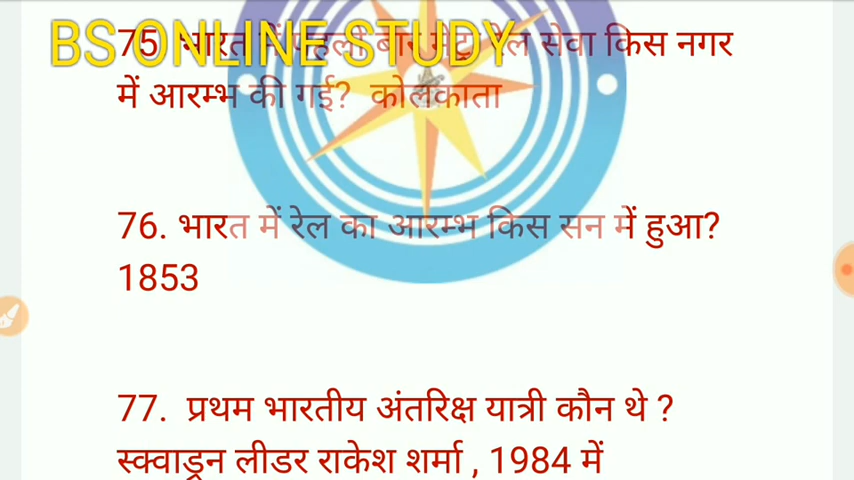 BS ONLINE STUDY
75 भारत में पहली बार मेट्रो रेल सेवा किस नगर
में आरम्भ की गई? कोलकाता
76. भारत में रेल का आरम्भ किस सन में हुआ?
1853
77. प्रथम भारतीय अंतरिक्ष यात्री कौन थे ?
स्क्वाड्रन लीडर राकेश शर्मा , 1984 में